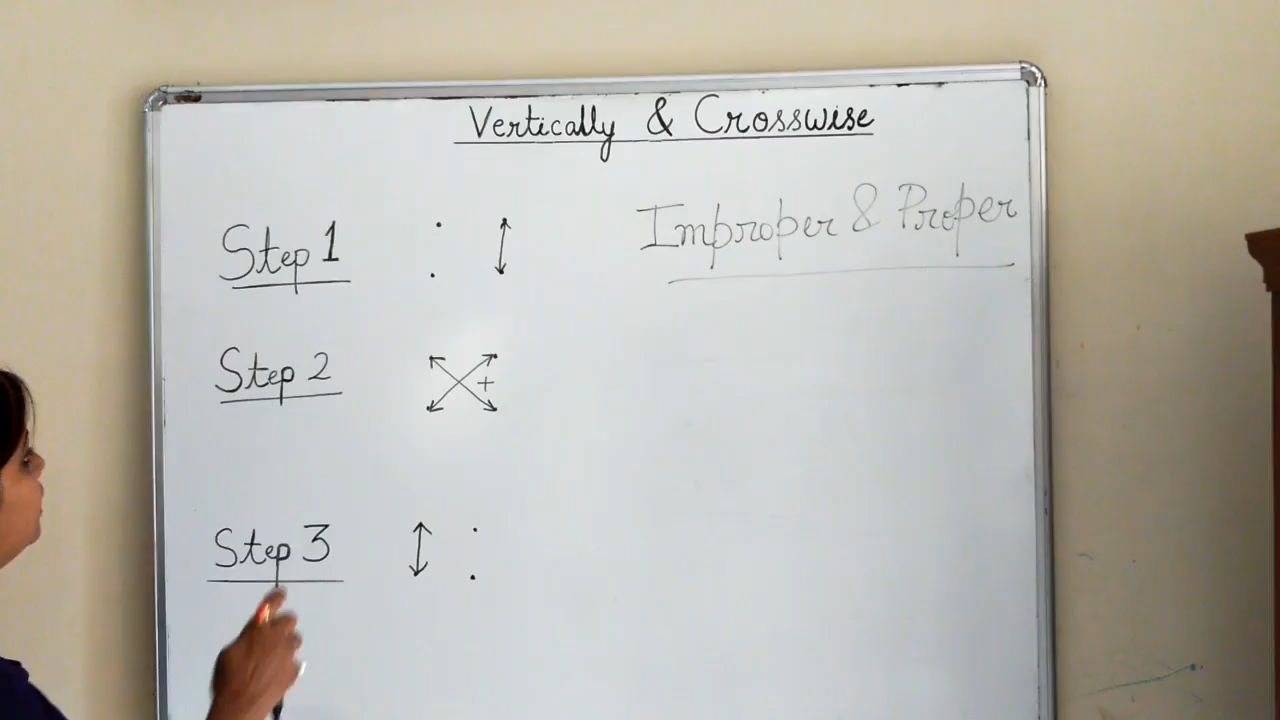 Vertically & Crosswise
Improper & Proper
Step 1
Step 2
+
Step 3